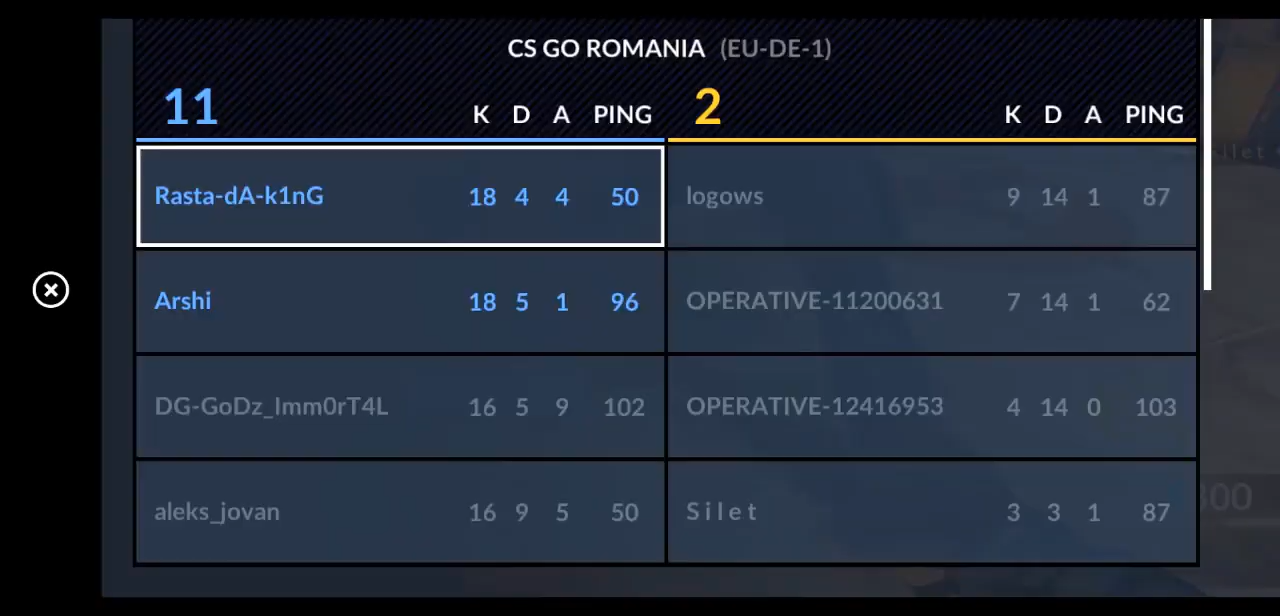 CS GO ROMANIA (EU-DE-1)
11 K D A PING 2 K D A PING
Rasta-dA-k1nG 18 4 4 50 logows 9 14 1 87
Arshi 18 5 1 96 OPERATIVE-11200631 7 14 1 62
DG-GoDz_Imm0rT4L 16 5 9 102 OPERATIVE-12416953 4 14 0 103
aleks_jovan 16 9 5 50 Silet 3 3 1 87